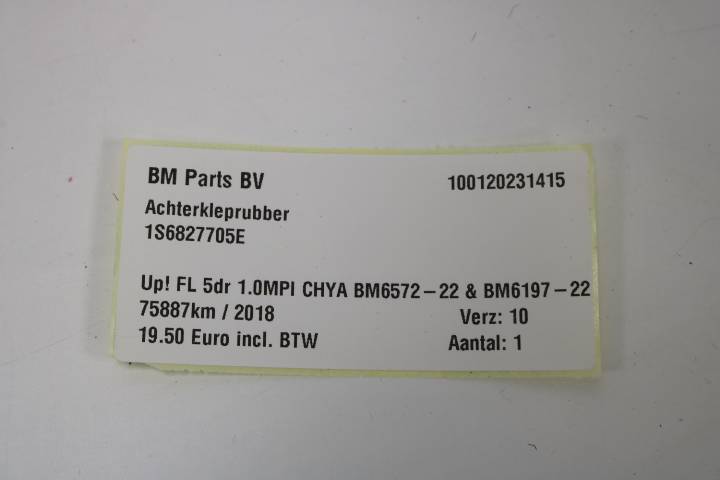 BM Parts BV 100120231415
Achterkleprubber
1S6827705E
Up! FL 5dr 1.0MPI CHYA BM6572-22 & BM6197-22
75887km / 2018 Verz: 10
19.50 Euro incl. BTW Aantal: 1